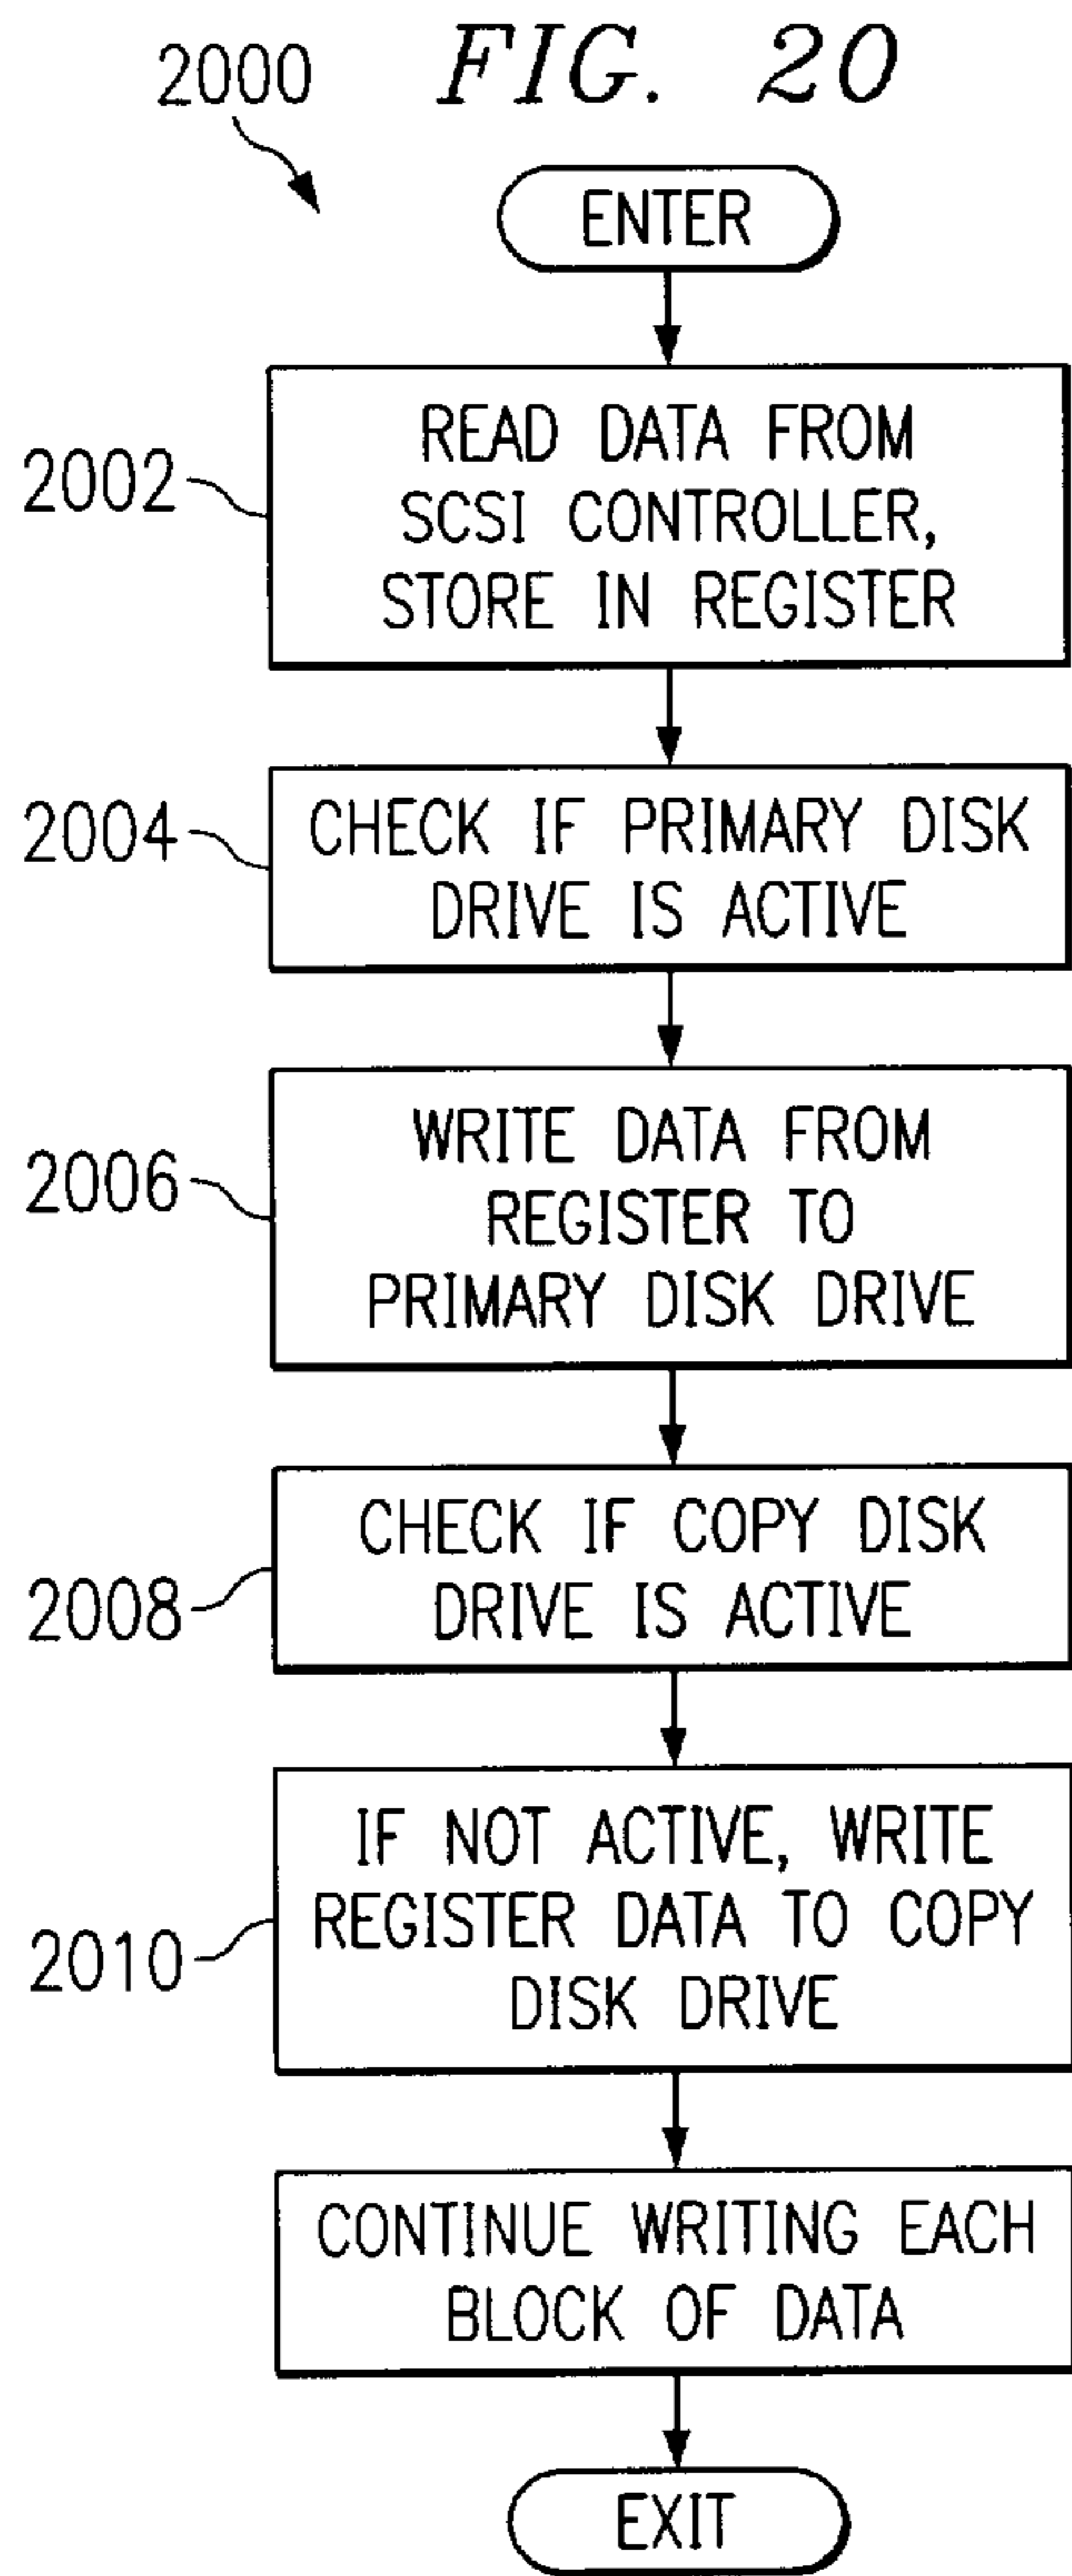 2000 FIG. 20
ENTER
READ DATA FROM
2002 SCSI CONTROLLER,
STORE IN REGISTER
2004 CHECK IF PRIMARY DISK
DRIVE IS ACTIVE
WRITE DATA FROM
2006 REGISTER TO
PRIMARY DISK DRIVE
CHECK IF COPY DISK
2008 DRIVE IS ACTIVE
IF NOT ACTIVE, WRITE
REGISTER DATA TO COPY
2010 DISK DRIVE
CONTINUE WRITING EACH
BLOCK OF DATA
EXIT